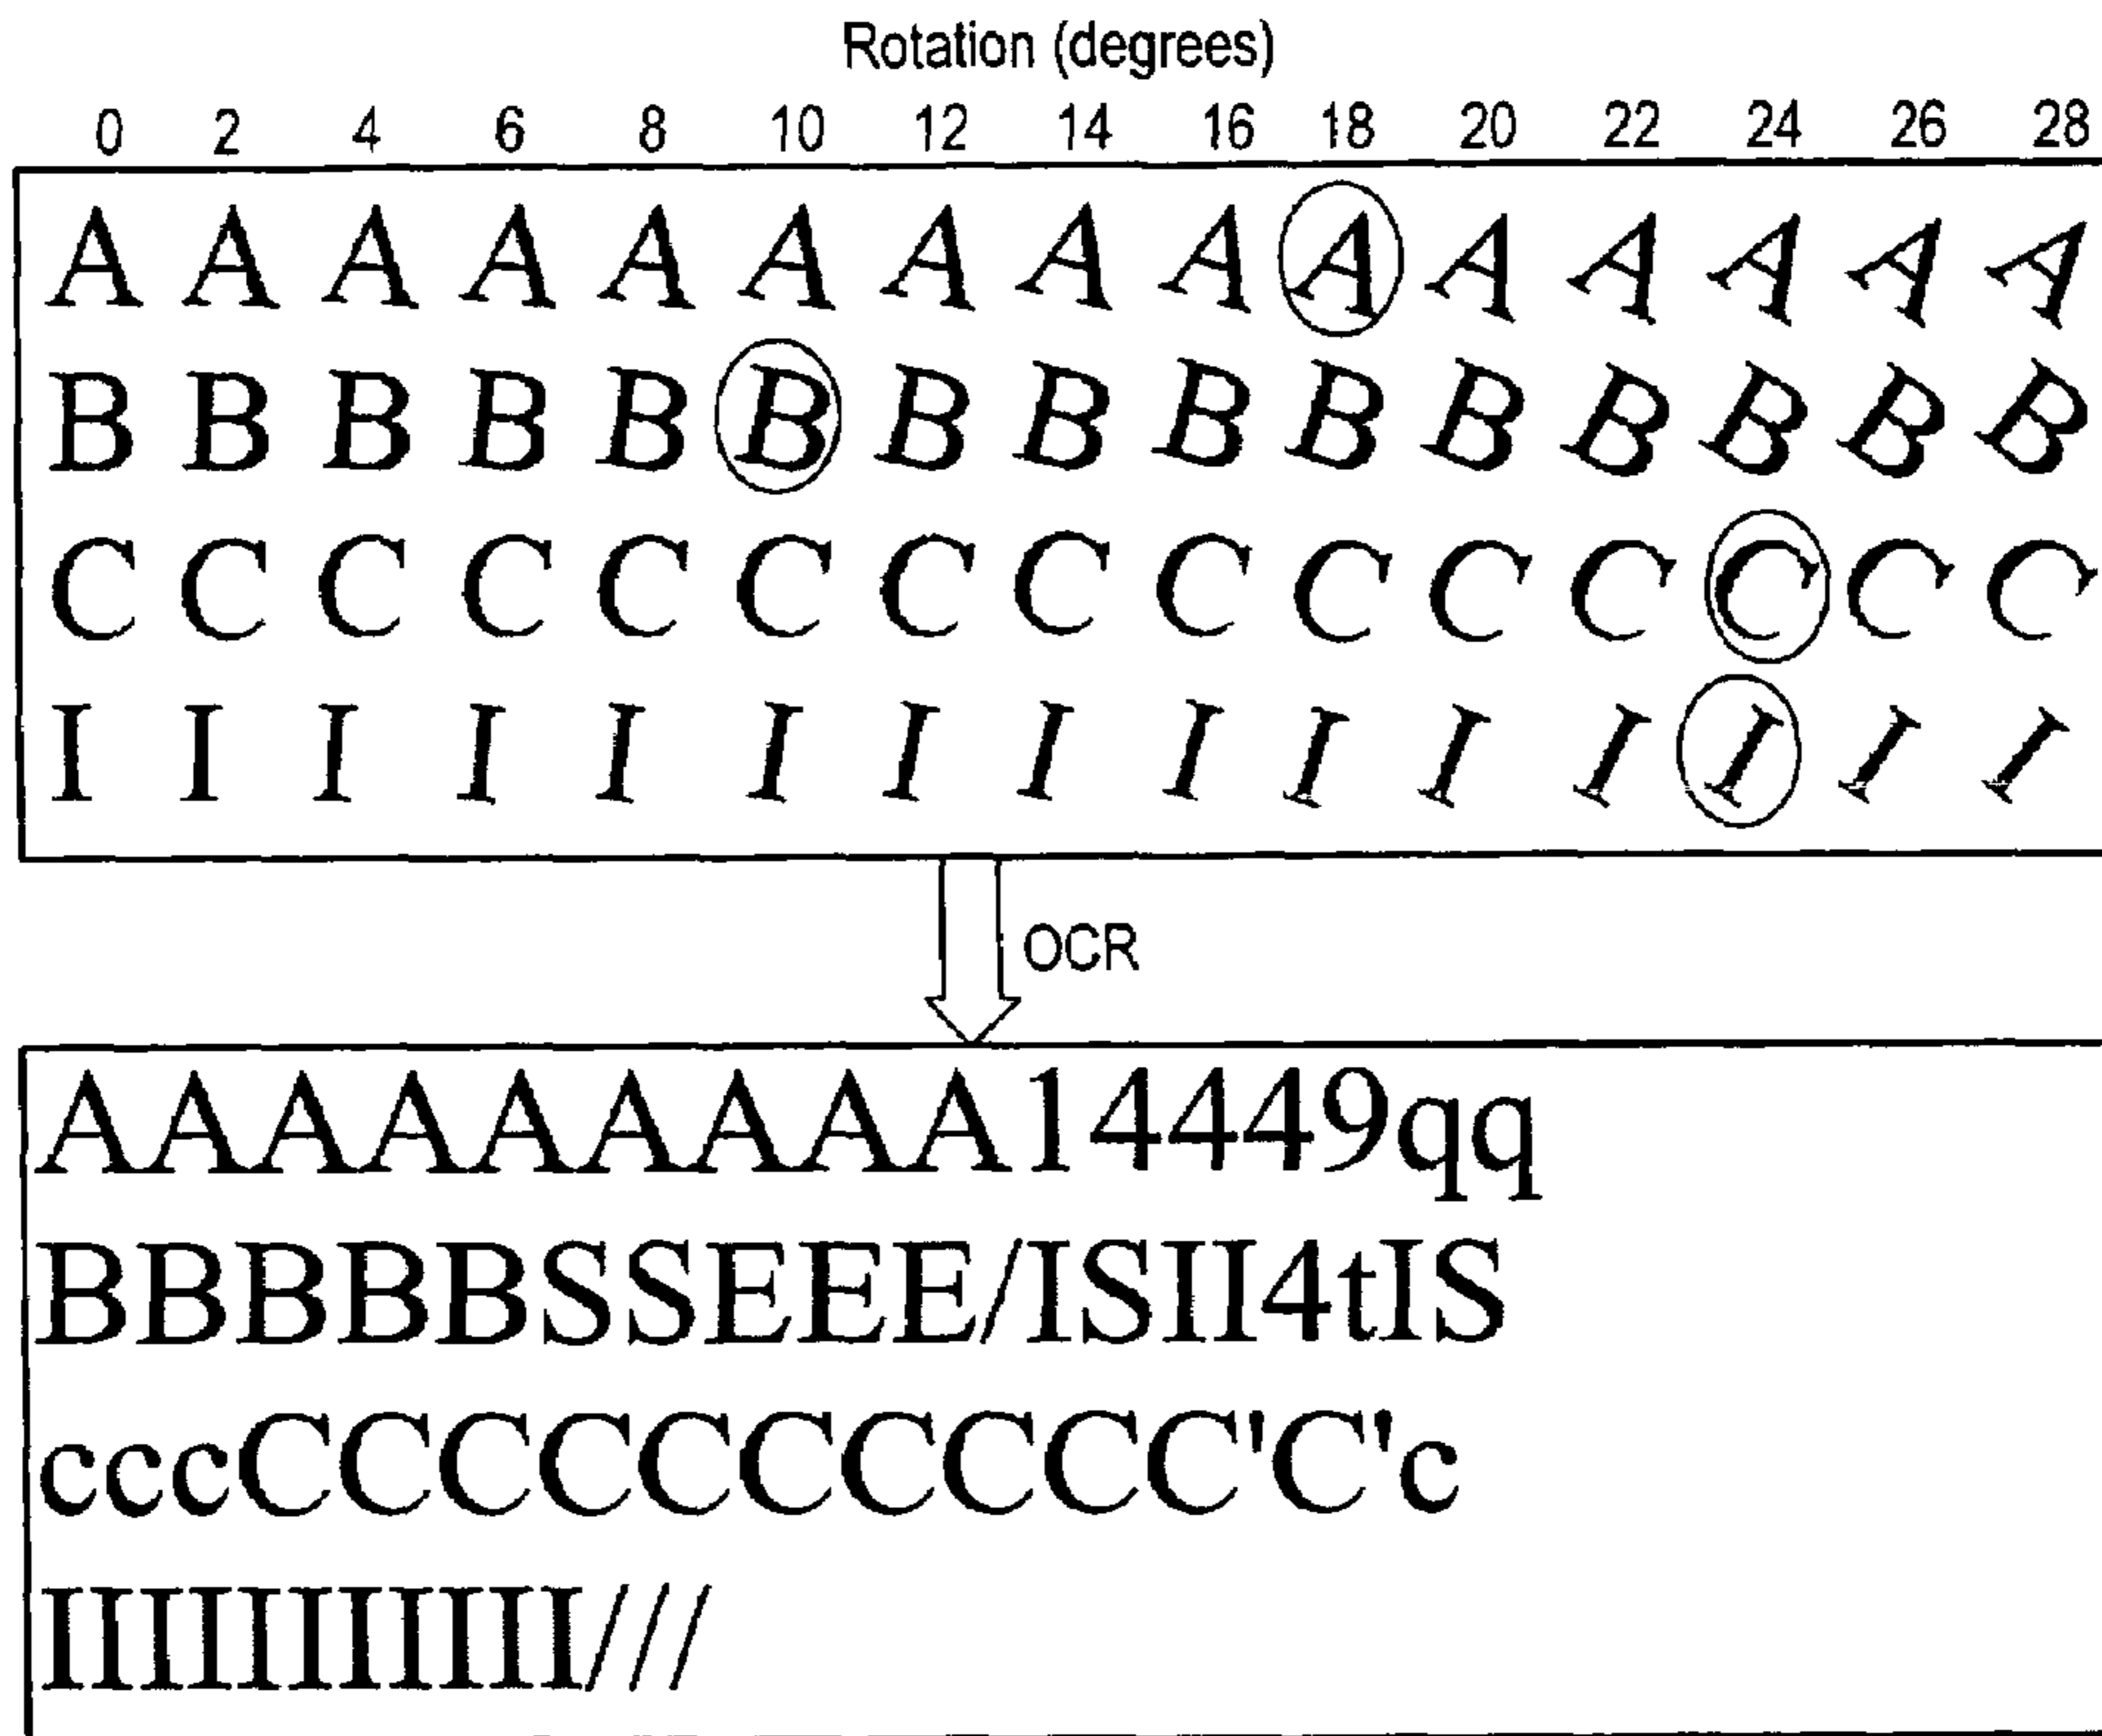 Rotation (degrees)
0 2 4 6 8 10 12 14 16 18 20 22 24 26 28
A A A A A A A A A A A A A A A
B B B B B B B B B B B B B B B
C C C C C C C C C C C C C C C
I I I I I I I I I I I I I I I
OCR
AAAAAAAAA14449qq
BBBBBSSEEE/ISII4tIS
cccCCCCCCCCCC'C'c
IIIIIIIIIII///